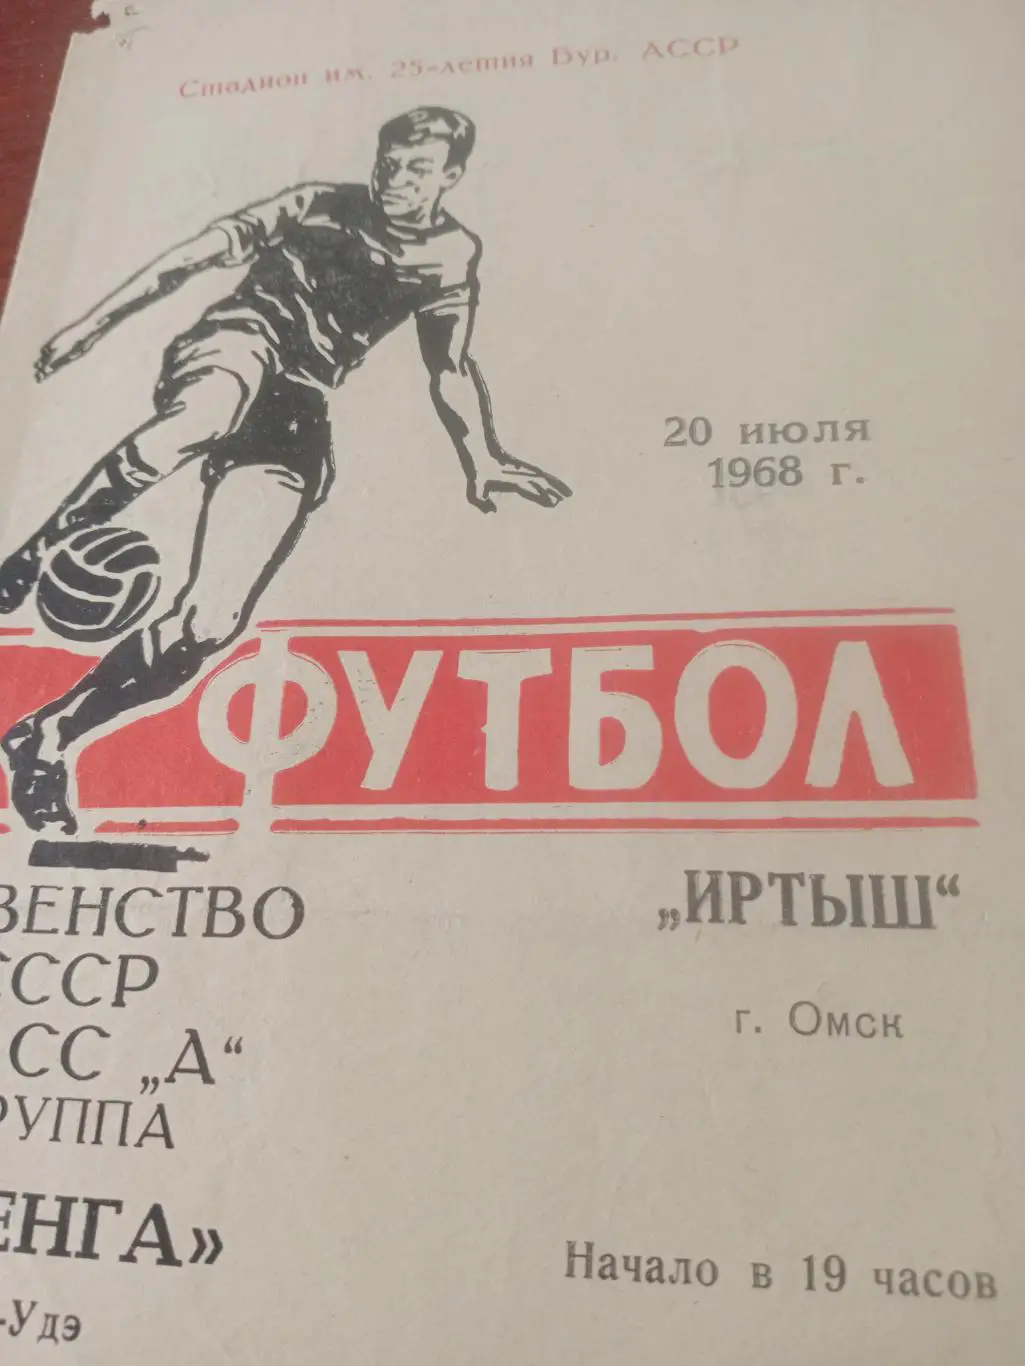 Стадион им. 25-летия Бур. АССР
20 июля
1968 г.
ФУТБОЛ
ВЕНСТВО
СССР
СС „А“
РУППА
ЕНГА»
-Удэ
„ИРТЫШ“
г. Омск
Начало в 19 часов